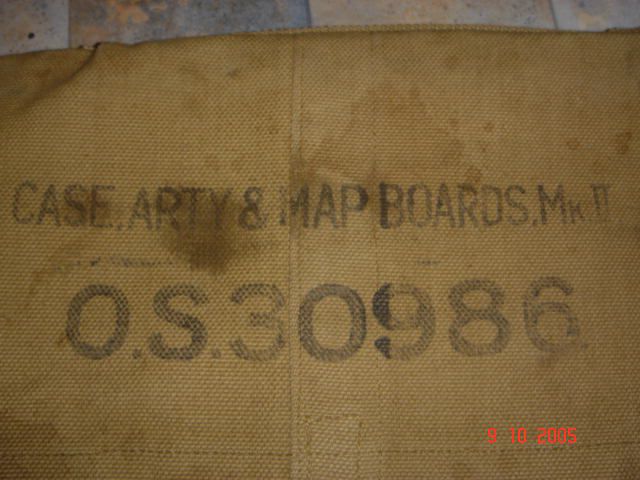 CASE, ARTY & MAP BOARDS, MK II
O.S. 30986.
9 10 2005